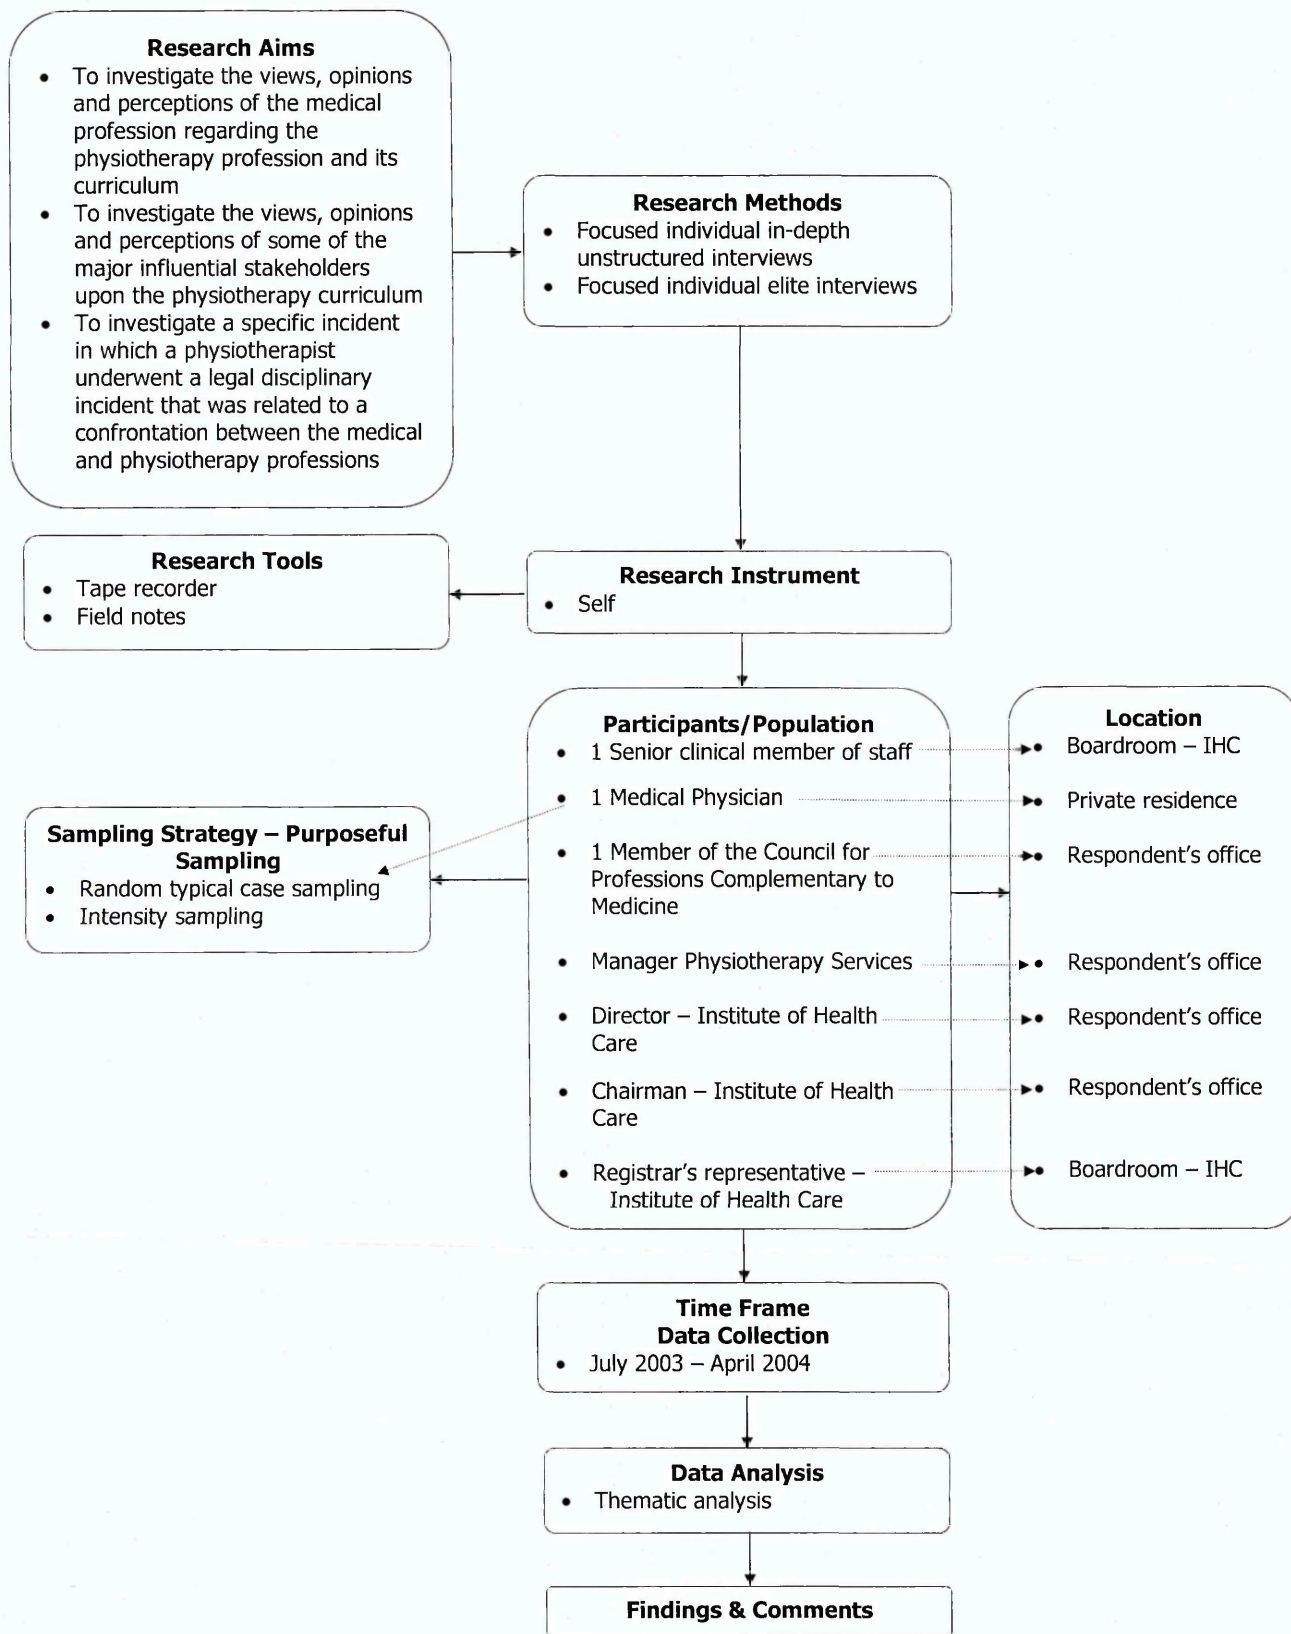 Research Aims
• To investigate the views, opinions
and perceptions of the medical
profession regarding the
physiotherapy profession and its
curriculum
• To investigate the views, opinions
and perceptions of some of the
major influential stakeholders
upon the physiotherapy curriculum
• To investigate a specific incident
in which a physiotherapist
underwent a legal disciplinary
incident that was related to a
confrontation between the medical
and physiotherapy professions
Research Methods
• Focused individual in-depth
unstructured interviews
• Focused individual elite interviews
Research Instrument
• Self
Research Tools
• Tape recorder
• Field notes
Participants/Population
• 1 Senior clinical member of staff
• 1 Medical Physician
• 1 Member of the Council for
Professions Complementary to
Medicine
• Manager Physiotherapy Services
• Director – Institute of Health
Care
• Chairman – Institute of Health
Care
• Registrar's representative –
Institute of Health Care
Location
• Boardroom – IHC
• Private residence
• Respondent's office
• Respondent's office
• Respondent's office
• Respondent's office
• Boardroom – IHC
Sampling Strategy – Purposeful
Sampling
• Random typical case sampling
• Intensity sampling
Time Frame
Data Collection
• July 2003 – April 2004
Data Analysis
• Thematic analysis
Findings & Comments